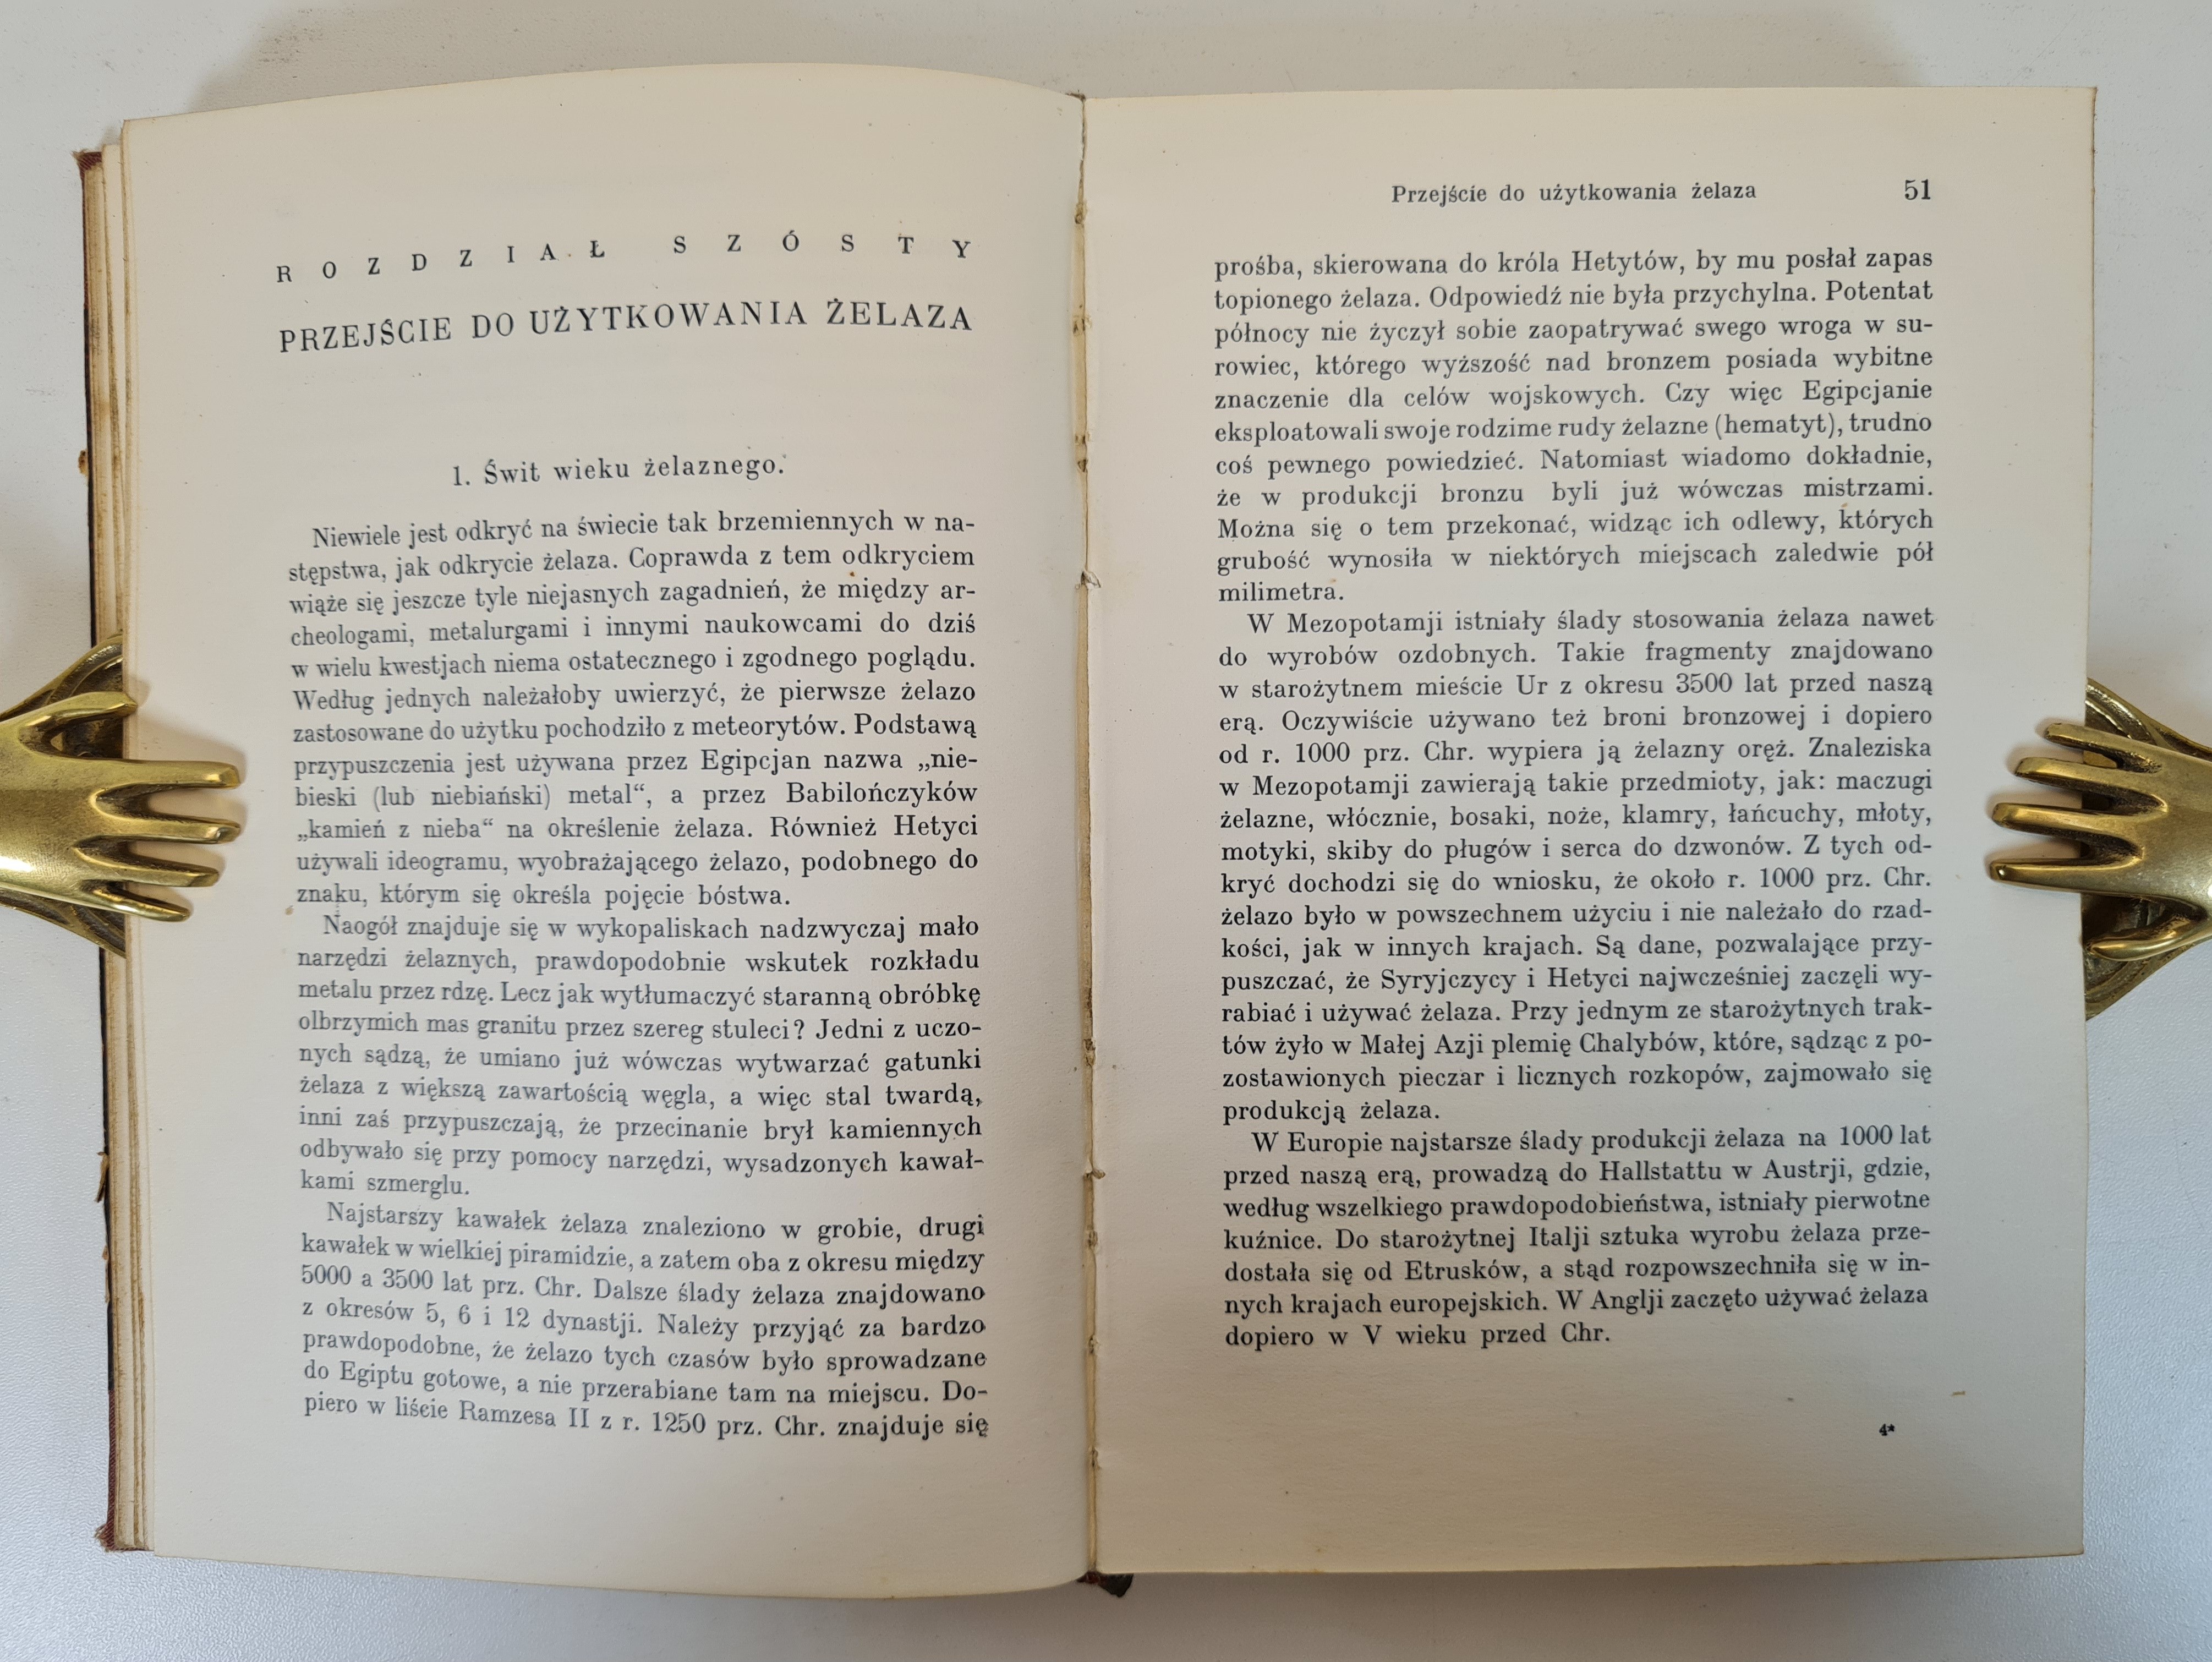 ROZDZIAŁ SZÓSTY
PRZEJŚCIE DO UŻYTKOWANIA ŻELAZA
1. Świt wieku żelaznego.
Niewiele jest odkryć na świecie tak brzemiennych w na-
stępstwa, jak odkrycie żelaza. Coprawda z tem odkryciem
wiąże się jeszcze tyle niejasnych zagadnień, że między ar-
cheologami, metalurgami i innymi naukowcami do dziś
w wielu kwestjach niema ostatecznego i zgodnego poglądu.
Według jednych należałoby uwierzyć, że pierwsze żelazo
zastosowane do użytku pochodziło z meteorytów. Podstawą
przypuszczenia jest używana przez Egipcjan nazwa „nie-
bieski (lub niebiański) metal“, a przez Babilończyków
„kamień z nieba“ na określenie żelaza. Również Hetyci
używali ideogramu, wyobrażającego żelazo, podobnego do
znaku, którym się określa pojęcie bóstwa.
Naogół znajduje się w wykopaliskach nadzwyczaj mało
narzędzi żelaznych, prawdopodobnie wskutek rozkładu
metalu przez rdzę. Lecz jak wytłumaczyć staranną obróbkę
olbrzymich mas granitu przez szereg stuleci? Jedni z uczo-
nych sądzą, że umiano już wówczas wytwarzać gatunki
żelaza z większą zawartością węgla, a więc stal twardą,
inni zaś przypuszczają, że przecinanie brył kamiennych
odbywało się przy pomocy narzędzi, wysadzonych kawał-
kami szmerglu.
Najstarszy kawałek żelaza znaleziono w grobie, drugi
kawałek w wielkiej piramidzie, a zatem oba z okresu między
5000 a 3500 lat prz. Chr. Dalsze ślady żelaza znajdowano
z okresów 5, 6 i 12 dynastji. Należy przyjąć za bardzo
prawdopodobne, że żelazo tych czasów było sprowadzane
do Egiptu gotowe, a nie przerabiane tam na miejscu. Do-
piero w liście Ramzesa II z r. 1250 prz. Chr. znajduje się
Przejście do użytkowania żelaza 51
prośba, skierowana do króla Hetytów, by mu posłał zapas
topionego żelaza. Odpowiedź nie była przychylna. Potentat
północy nie życzył sobie zaopatrywać swego wroga w su-
rowiec, którego wyższość nad bronzem posiada wybitne
znaczenie dla celów wojskowych. Czy więc Egipcjanie
eksploatowali swoje rodzime rudy żelazne (hematyt), trudno
coś pewnego powiedzieć. Natomiast wiadomo dokładnie,
że w produkcji bronzu byli już wówczas mistrzami.
Można się o tem przekonać, widząc ich odlewy, których
grubość wynosiła w niektórych miejscach zaledwie pół
milimetra.
W Mezopotamji istniały ślady stosowania żelaza nawet
do wyrobów ozdobnych. Takie fragmenty znajdowano
w starożytnem mieście Ur z okresu 3500 lat przed naszą
erą. Oczywiście używano też broni bronzowej i dopiero
od r. 1000 prz. Chr. wypiera ją żelazny oręż. Znaleziska
w Mezopotamji zawierają takie przedmioty, jak: maczugi
żelazne, włócznie, bosaki, noże, klamry, łańcuchy, młoty,
motyki, skiby do pługów i serca do dzwonów. Z tych od-
kryć dochodzi się do wniosku, że około r. 1000 prz. Chr.
żelazo było w powszechnem użyciu i nie należało do rzad-
kości, jak w innych krajach. Są dane, pozwalające przy-
puszczać, że Syryjczycy i Hetyci najwcześniej zaczęli wy-
rabiać i używać żelaza. Przy jednym ze starożytnych trak-
tów żyło w Małej Azji plemię Chalybów, które, sądząc z po-
zostawionych pieczar i licznych rozkopów, zajmowało się
produkcją żelaza.
W Europie najstarsze ślady produkcji żelaza na 1000 lat
przed naszą erą, prowadzą do Hallstattu w Austrji, gdzie,
według wszelkiego prawdopodobieństwa, istniały pierwotne
kuźnice. Do starożytnej Italji sztuka wyrobu żelaza prze-
dostała się od Etrusków, a stąd rozpowszechniła się w in-
nych krajach europejskich. W Anglji zaczęto używać żelaza
dopiero w V wieku przed Chr.
4*